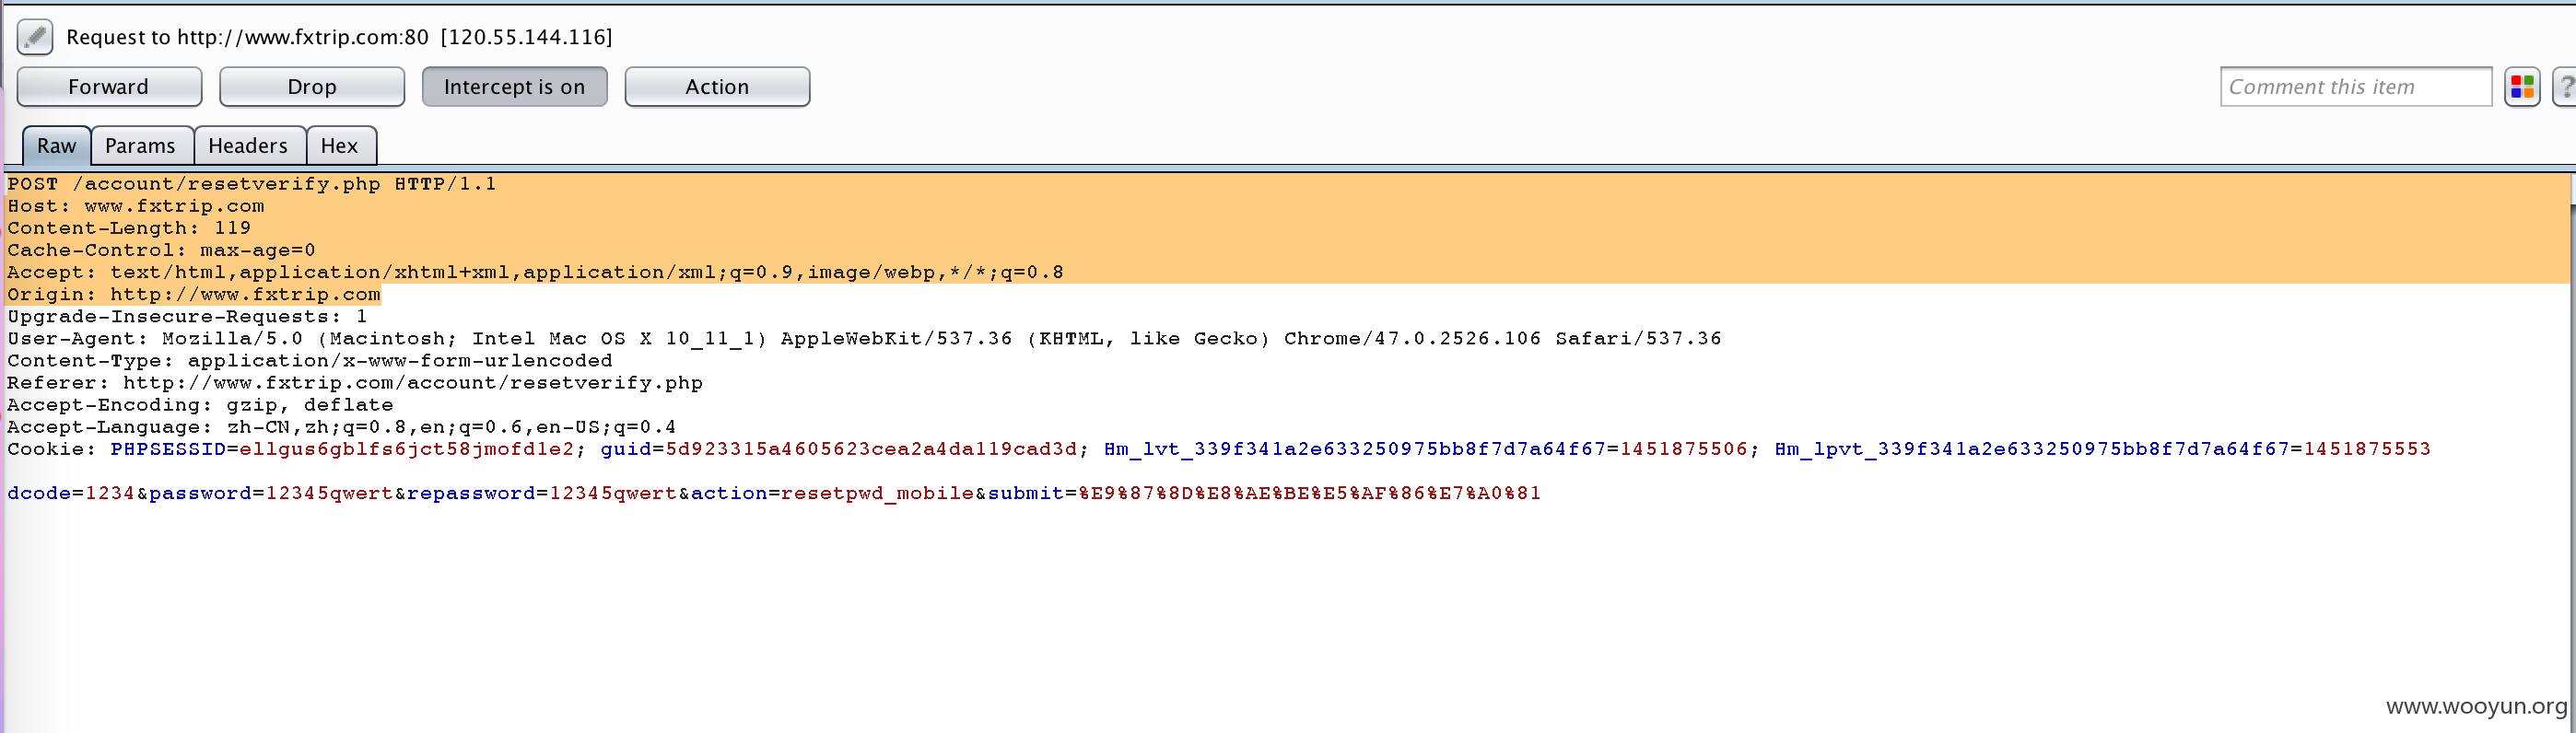 Request to http://www.fxtrip.com:80 [120.55.144.116]
Forward Drop Intercept is on Action Comment this item ?
Raw Params Headers Hex
POST /account/resetverify.php HTTP/1.1
Host: www.fxtrip.com
Content-Length: 119
Cache-Control: max-age=0
Accept: text/html,application/xhtml+xml,application/xml;q=0.9,image/webp,*/*;q=0.8
Origin: http://www.fxtrip.com
Upgrade-Insecure-Requests: 1
User-Agent: Mozilla/5.0 (Macintosh; Intel Mac OS X 10_11_1) AppleWebKit/537.36 (KHTML, like Gecko) Chrome/47.0.2526.106 Safari/537.36
Content-Type: application/x-www-form-urlencoded
Referer: http://www.fxtrip.com/account/resetverify.php
Accept-Encoding: gzip, deflate
Accept-Language: zh-CN,zh;q=0.8,en;q=0.6,en-US;q=0.4
Cookie: PHPSESSID=ellgus6gblfs6jct58jmofd1e2; guid=5d923315a4605623cea2a4da119cad3d; Hm_lvt_339f341a2e633250975bb8f7d7a64f67=1451875506; Hm_lpvt_339f341a2e633250975bb8f7d7a64f67=1451875553
dcode=1234&password=12345qwert&repassword=12345qwert&action=resetpwd_mobile&submit=%E9%87%8D%E8%AE%BE%E5%AF%86%E7%A0%81
www.wooyun.org